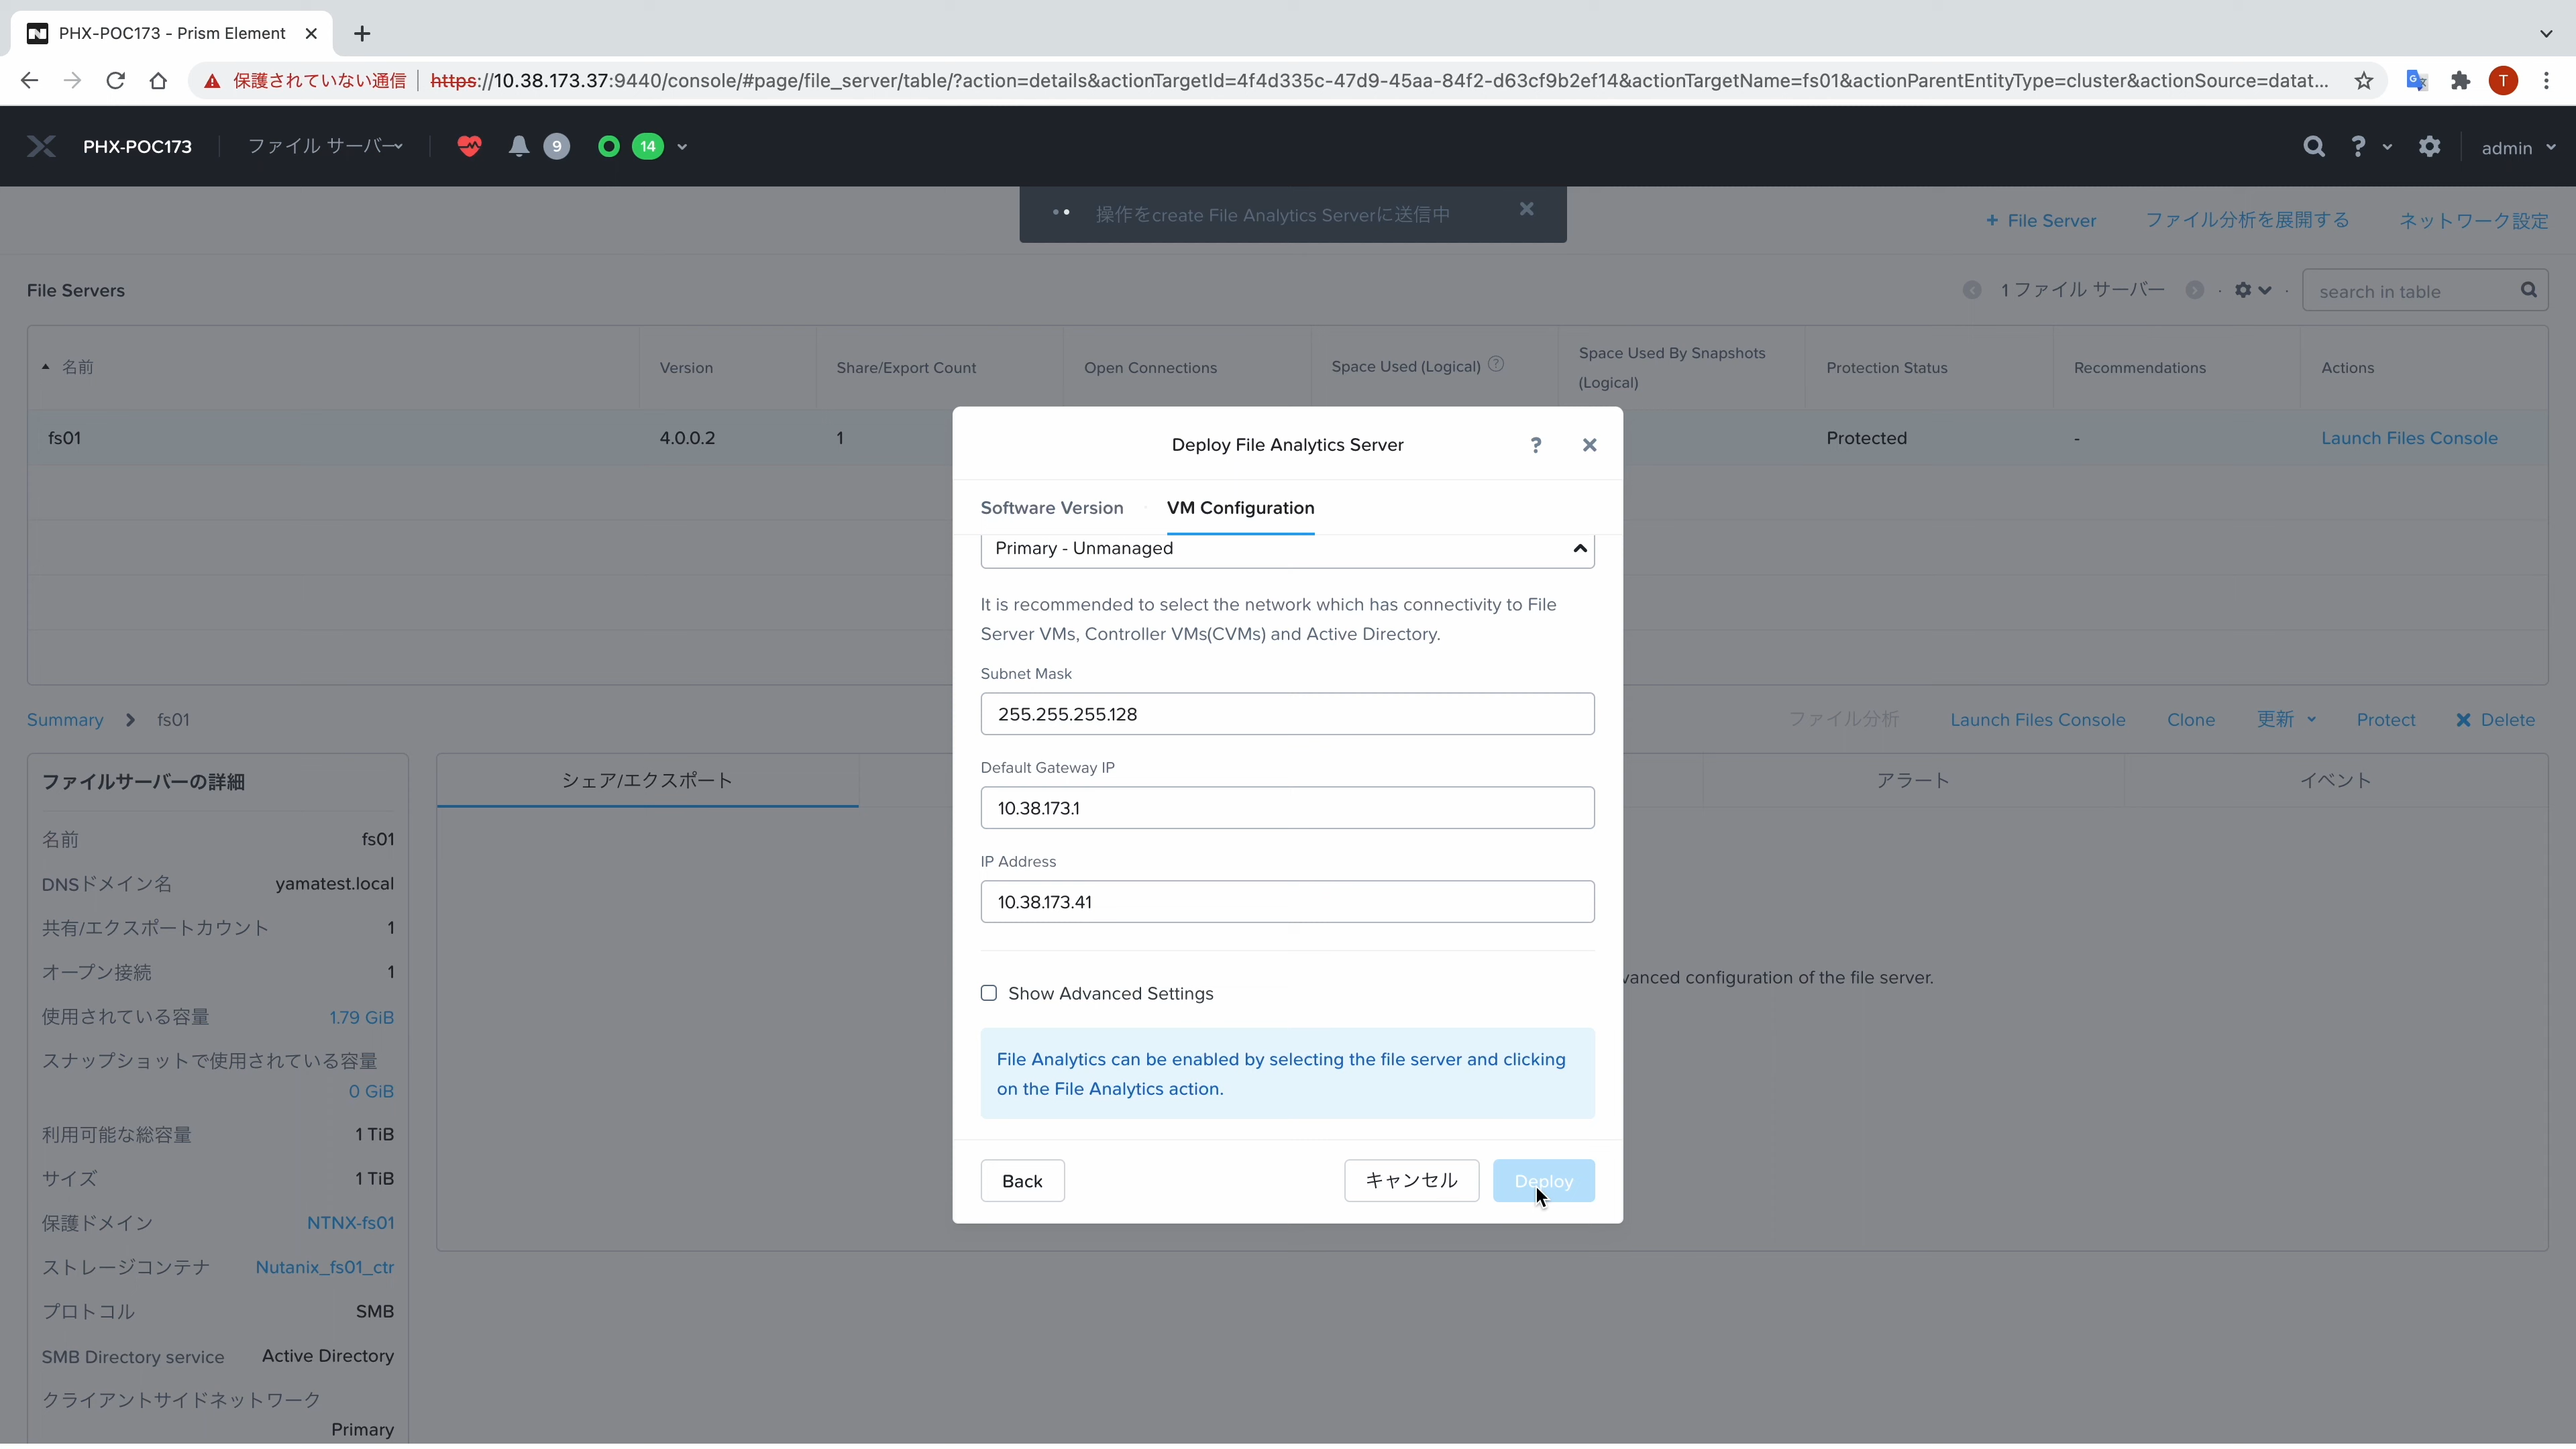 PHX-POC173 - Prism Element
保護されていない通信
https://10.38.173.37:9440/console/#page/file_server/table/?action=details&actionTargetId=4f4d335c-47d9-45aa-84f2-d63cf9b2ef14&actionTargetName=fs01&actionParentEntityType=cluster&actionSource=datat...
T
PHX-POC173
ファイル サーバー
9
14
?
admin
操作をcreate File Analytics Serverに送信中
+ File Server
ファイル分析を展開する
ネットワーク設定
File Servers
1 ファイル サーバー
search in table
名前
Version
Share/Export Count
Open Connections
Space Used (Logical) ?
Space Used By Snapshots
(Logical)
Protection Status
Recommendations
Actions
fs01
4.0.0.2
1
Protected
-
Launch Files Console
Deploy File Analytics Server
?
Software Version
VM Configuration
Primary - Unmanaged
It is recommended to select the network which has connectivity to File
Server VMs, Controller VMs(CVMs) and Active Directory.
Subnet Mask
255.255.255.128
Default Gateway IP
10.38.173.1
IP Address
10.38.173.41
Show Advanced Settings
File Analytics can be enabled by selecting the file server and clicking
on the File Analytics action.
Back
キャンセル
Deploy
Summary
fs01
ファイル分析
Launch Files Console
Clone
更新
Protect
Delete
ファイルサーバーの詳細
シェア/エクスポート
アラート
イベント
名前 fs01
DNSドメイン名 yamatest.local
共有/エクスポートカウント 1
オープン接続 1
使用されている容量 1.79 GiB
スナップショットで使用されている容量
0 GiB
利用可能な総容量 1 TiB
サイズ 1 TiB
保護ドメイン NTNX-fs01
ストレージコンテナ Nutanix_fs01_ctr
プロトコル SMB
SMB Directory service Active Directory
クライアントサイドネットワーク
Primary
vanced configuration of the file server.